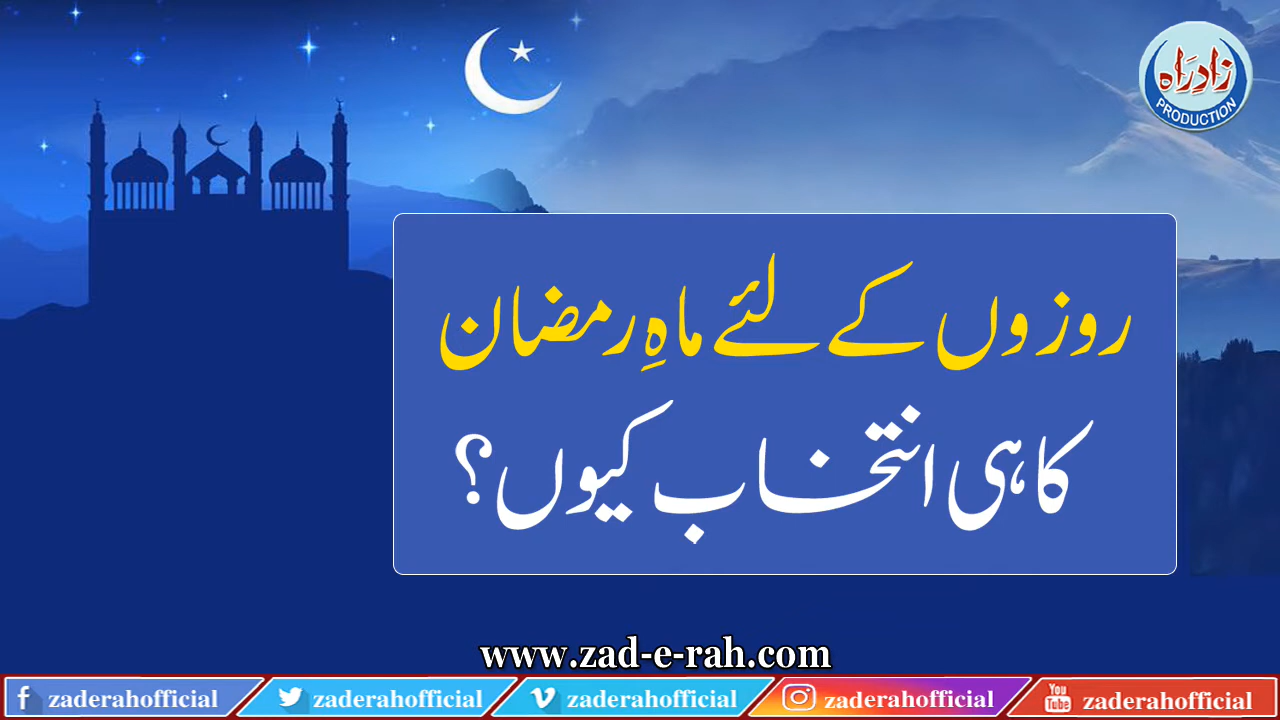 زادِراہ
PRODUCTION
روزوں کے لئے ماہِ رمضان
کا ہی انتخاب کیوں؟
www.zad-e-rah.com
zaderahofficial
zaderahofficial
zaderahofficial
zaderahofficial
You Tube zaderahofficial